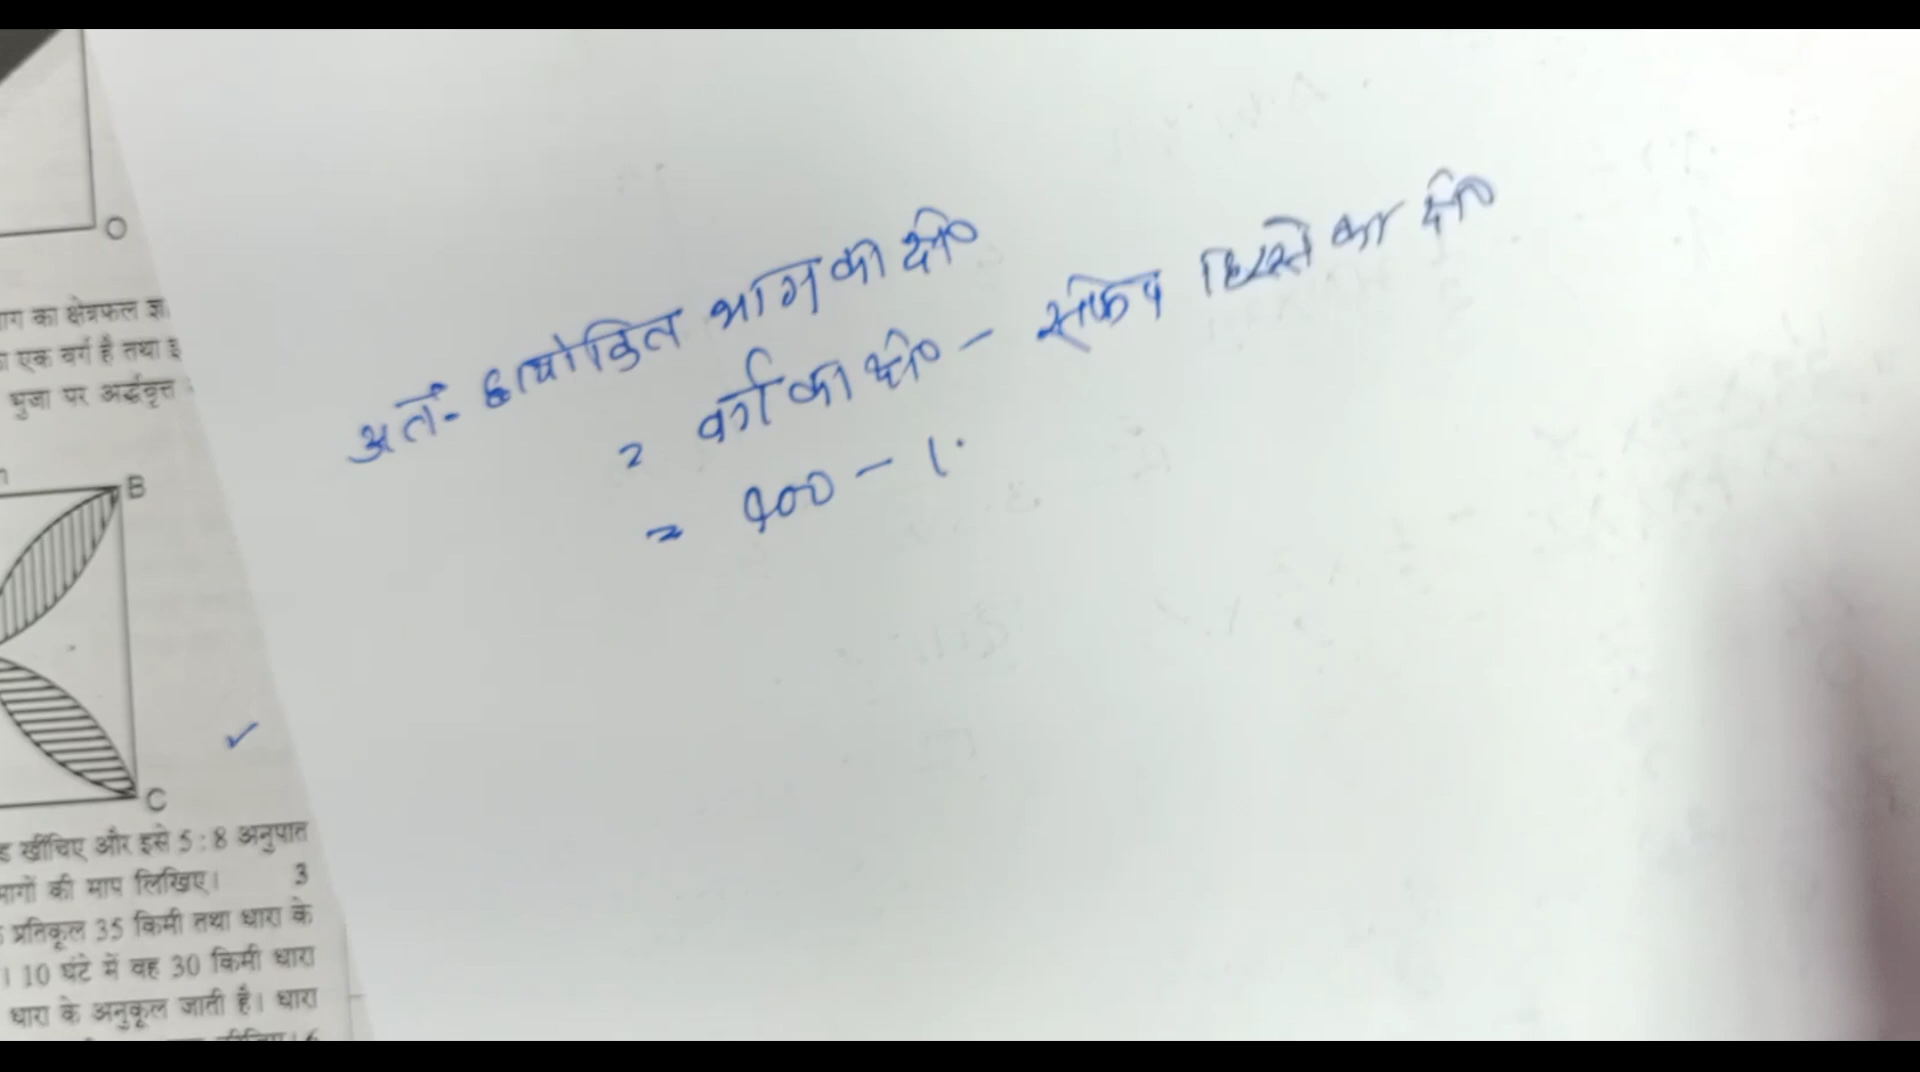 O
ाग का क्षेत्रफल ज्ञा
एक वर्ग है तथा इ
भुजा पर अर्द्धवृत्त
B
C
खींचिए और इसे 5 : 8 अनुपात
भागों की माप लिखिए। 3
प्रतिकूल 35 किमी तथा धारा के
। 10 घंटे में वह 30 किमी धारा
धारा के अनुकूल जाती है। धारा
अतः छायांकित भाग का क्षे०
= वर्ग का क्षे० - सफेद हिस्से का क्षे०
= 100 - 1.